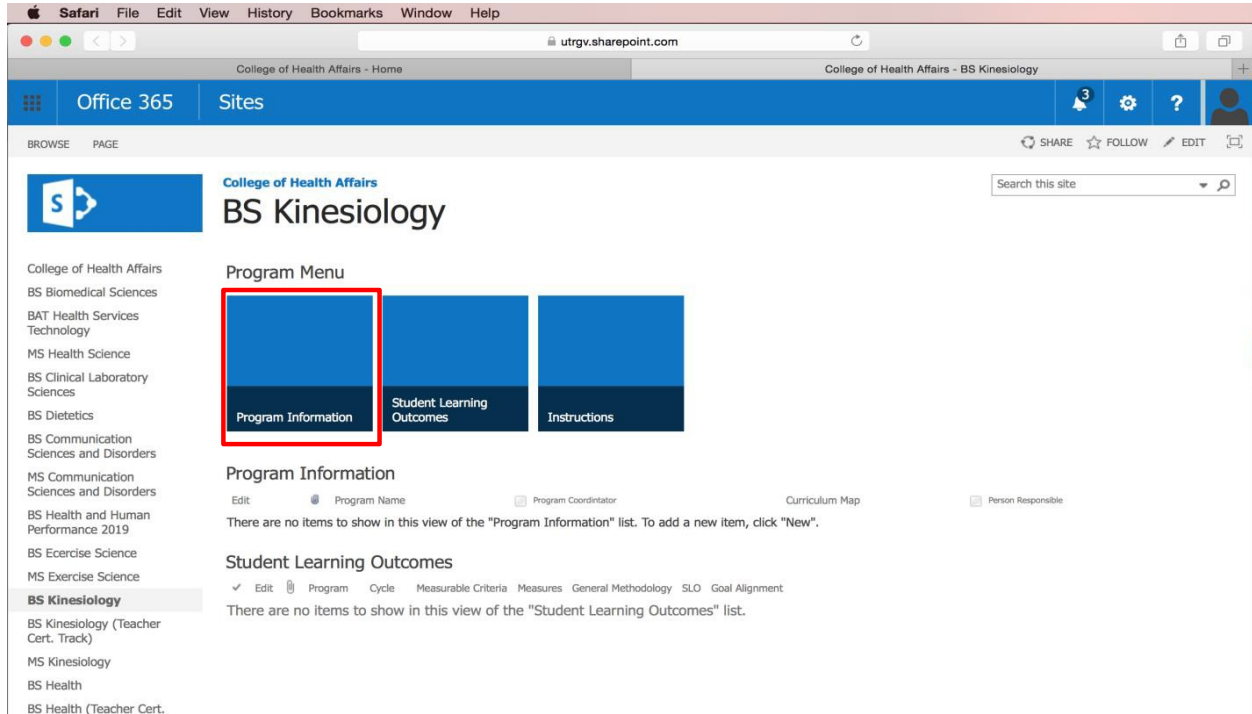 Safari File Edit View History Bookmarks Window Help
utrgv.sharepoint.com
College of Health Affairs - Home
College of Health Affairs - BS Kinesiology
Office 365 Sites 3 ?
BROWSE PAGE SHARE FOLLOW EDIT
S
College of Health Affairs
BS Kinesiology
Search this site
College of Health Affairs
BS Biomedical Sciences
BAT Health Services
Technology
MS Health Science
BS Clinical Laboratory
Sciences
BS Dietetics
BS Communication
Sciences and Disorders
MS Communication
Sciences and Disorders
BS Health and Human
Performance 2019
BS Ecercise Science
MS Exercise Science
BS Kinesiology
BS Kinesiology (Teacher
Cert. Track)
MS Kinesiology
BS Health
BS Health (Teacher Cert.
Program Menu
Program Information
Student Learning
Outcomes
Instructions
Program Information
Edit Program Name Program Coordintator Curriculum Map Person Responsible
There are no items to show in this view of the "Program Information" list. To add a new item, click "New".
Student Learning Outcomes
Edit Program Cycle Measurable Criteria Measures General Methodology SLO Goal Alignment
There are no items to show in this view of the "Student Learning Outcomes" list.